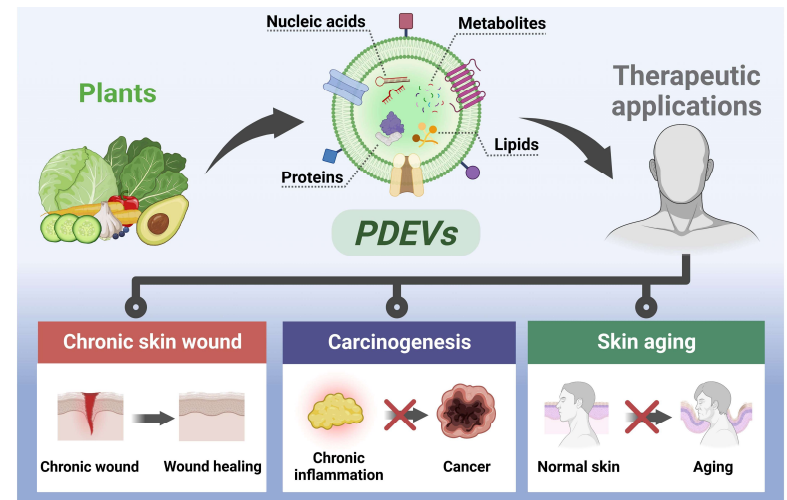 Nucleic acids
Metabolites
Plants
Therapeutic
applications
Proteins
Lipids
PDEVs
Chronic skin wound
Carcinogenesis
Skin aging
Chronic wound
Wound healing
Chronic
inflammation
Cancer
Normal skin
Aging